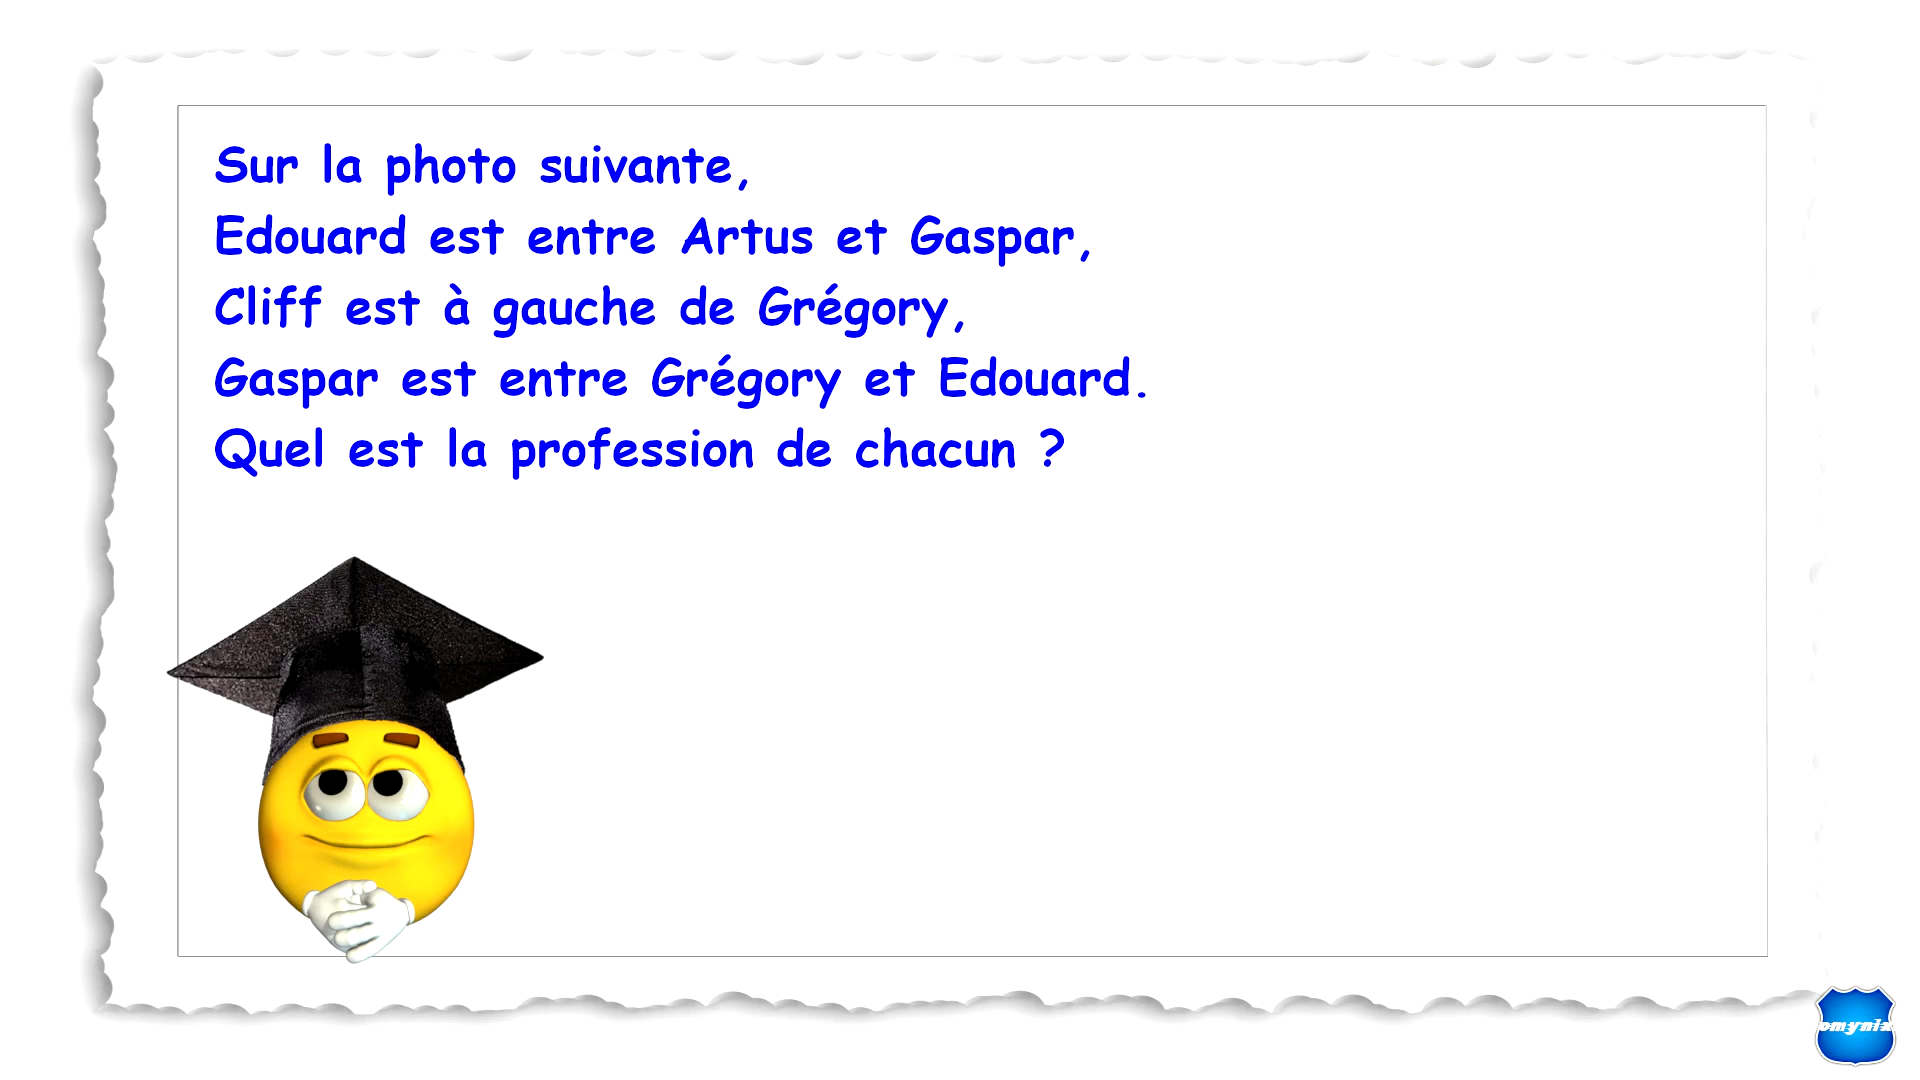 Sur la photo suivante,
Edouard est entre Artus et Gaspar,
Cliff est à gauche de Grégory,
Gaspar est entre Grégory et Edouard.
Quel est la profession de chacun ?
omynix